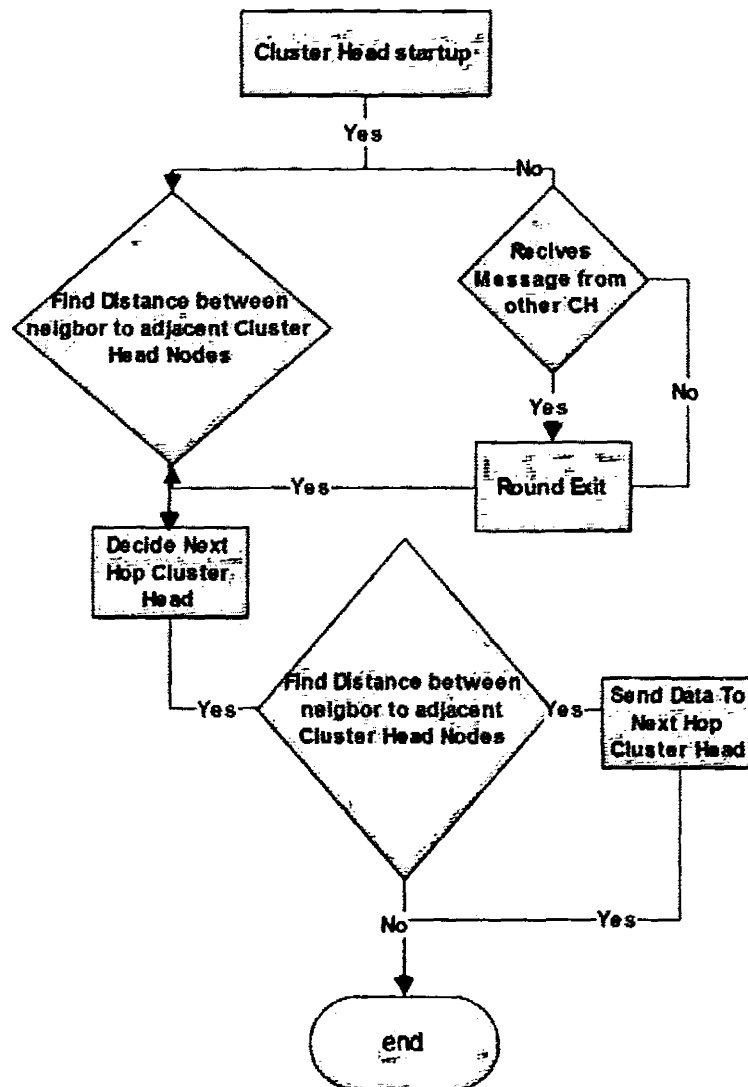 Cluster Head startup
Yes
No
Recives
Message from
other CH
Find Distance between
neigbor to adjacent Cluster
Head Nodes
Yes
No
Yes
Round Exit
Decide Next
Hop Cluster
Head
Find Distance between
neigbor to adjacent
Cluster Head Nodes
Yes
Yes
Send Data To
Next Hop
Cluster Head
No
Yes
end